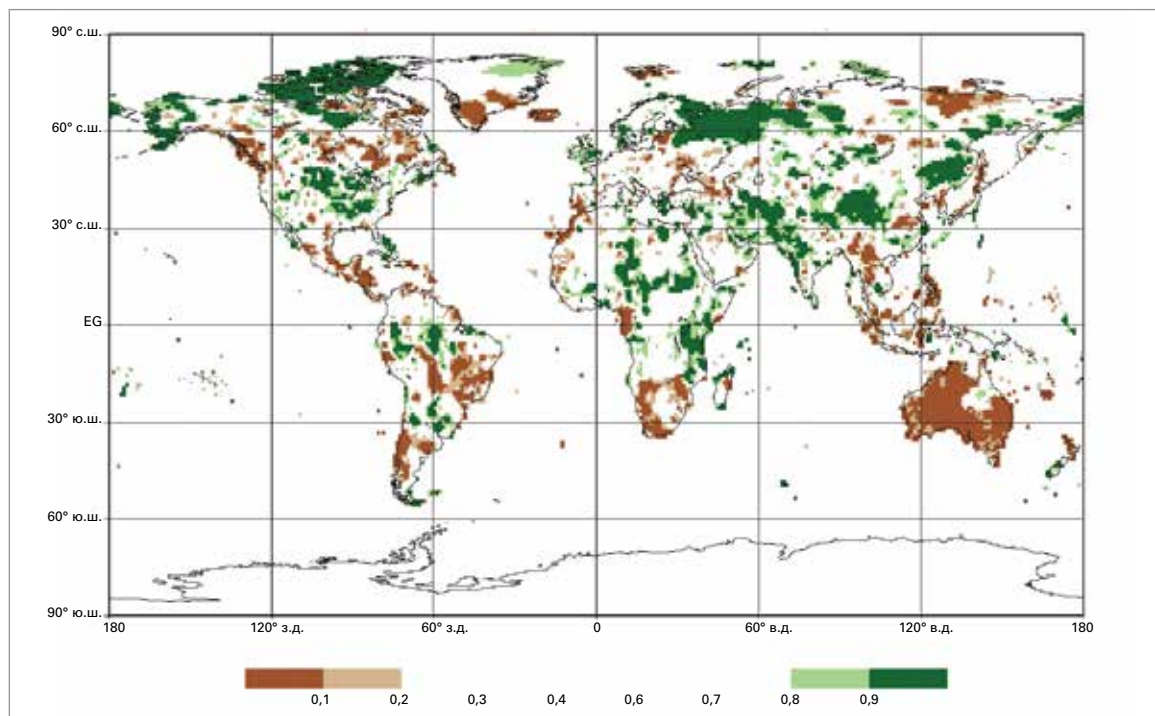 90° с.ш.
60° с.ш.
30° с.ш.
EG
30° ю.ш.
60° ю.ш.
90° ю.ш.
180 120° з.д. 60° з.д. 0 60° в.д. 120° в.д. 180
0,1 0,2 0,3 0,4 0,6 0,7 0,8 0,9